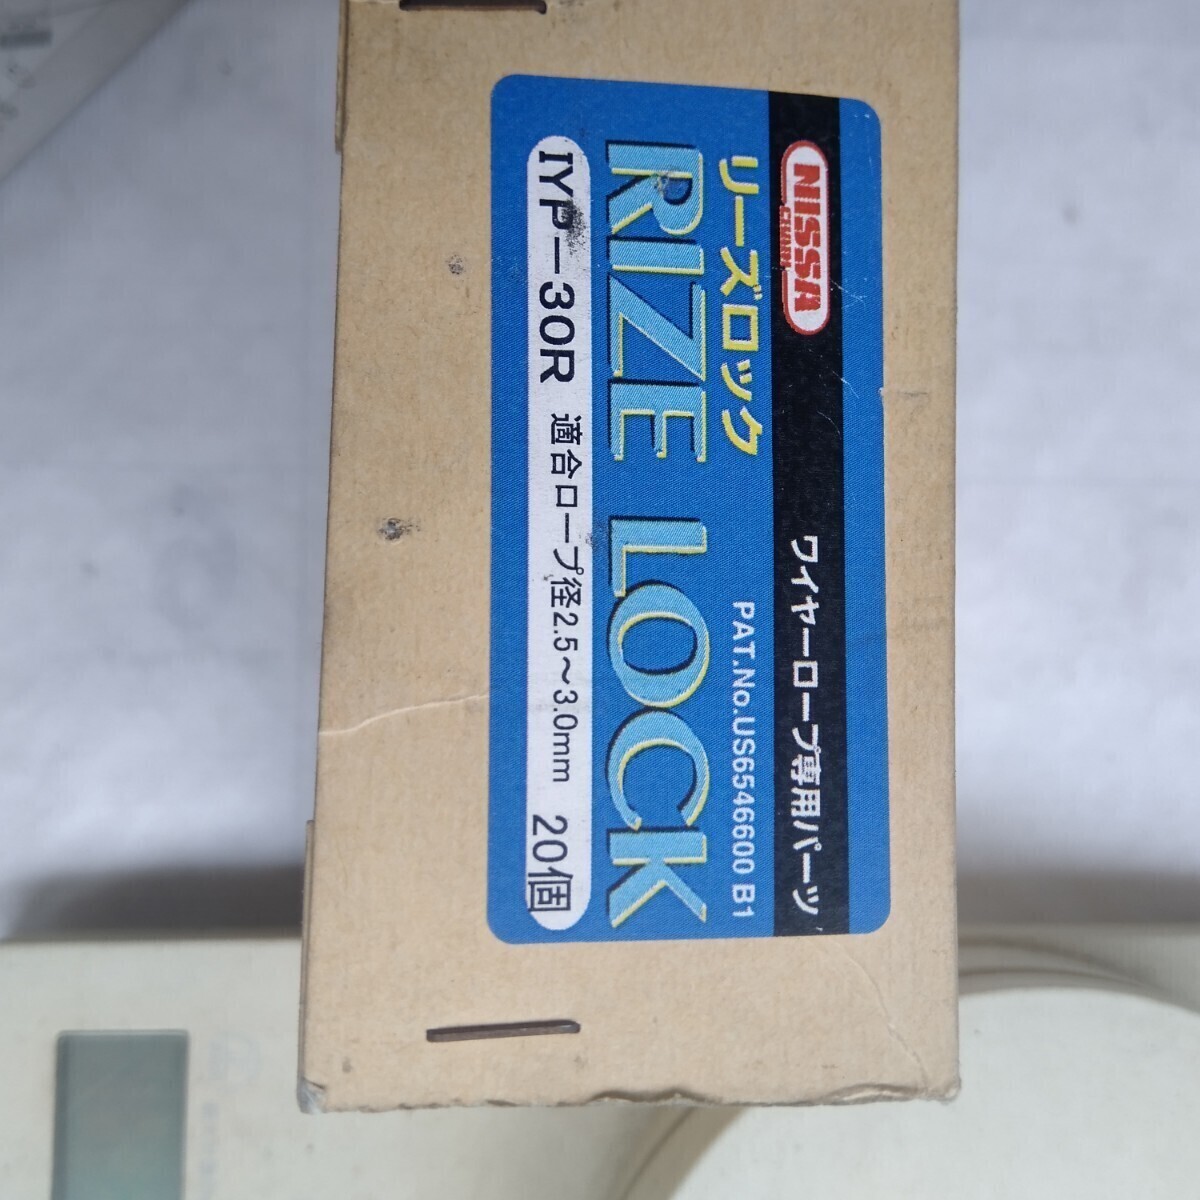 NISSSA
CHAIN
ワイヤーロープ専用パーツ
リーズロック
PAT.No.US6546600 B1
RIZE LOCK
IYP－30R 適合ロープ径2.5～3.0mm 20個